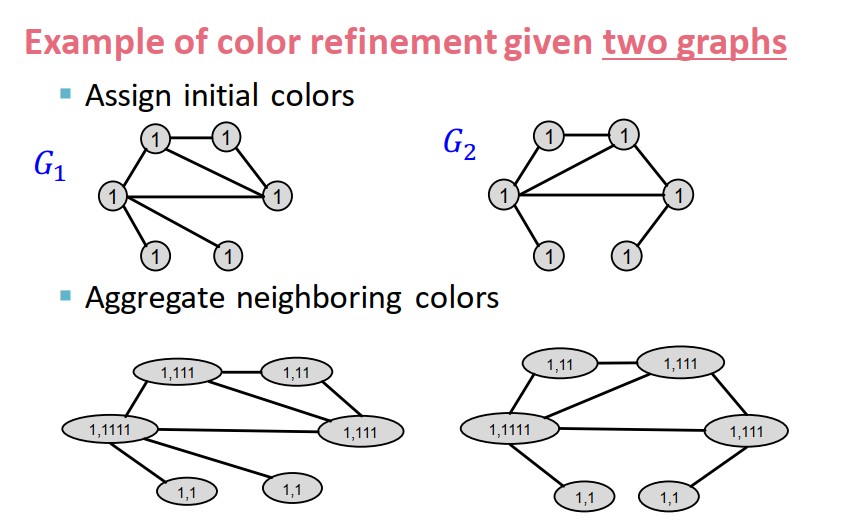 Example of color refinement given two graphs
Assign initial colors
G₁
1 1
1 1
1 1
G₂
1 1
1 1
1 1
Aggregate neighboring colors
1,111 1,11
1,1111 1,111
1,1 1,1
1,11 1,111
1,1111 1,111
1,1 1,1